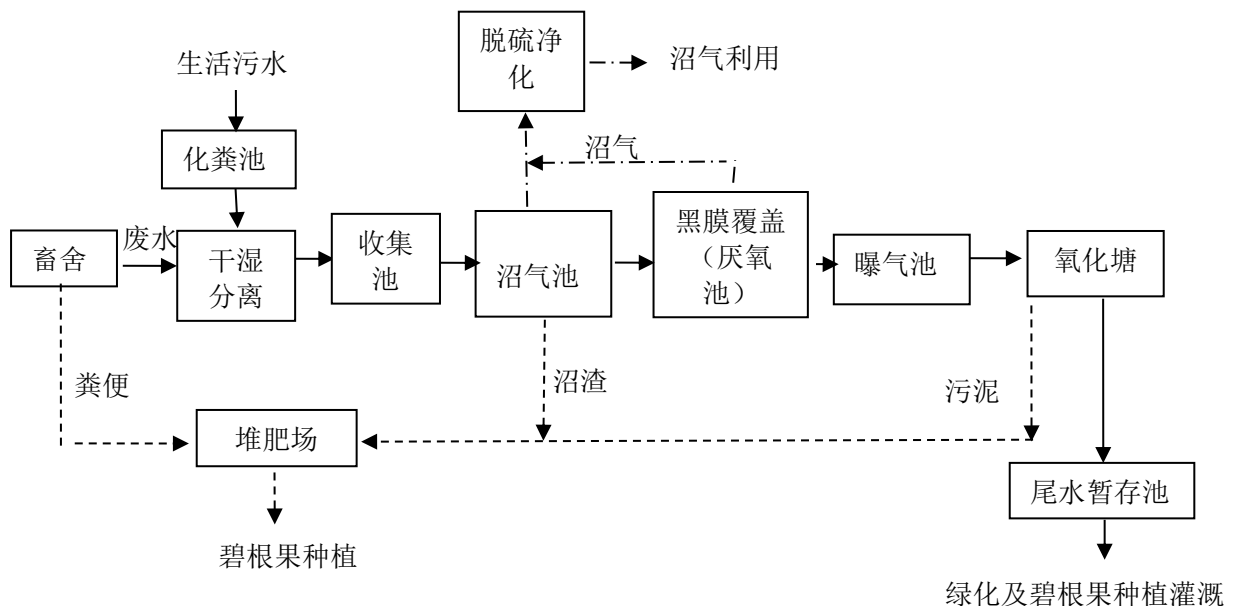 脱硫净
化
沼气利用
生活污水
化粪池
沼气
畜舍
废水
干湿
分离
收集
池
沼气池
黑膜覆盖
（厌氧
池）
曝气池
氧化塘
粪便
沼渣
污泥
堆肥场
尾水暂存池
碧根果种植
绿化及碧根果种植灌溉